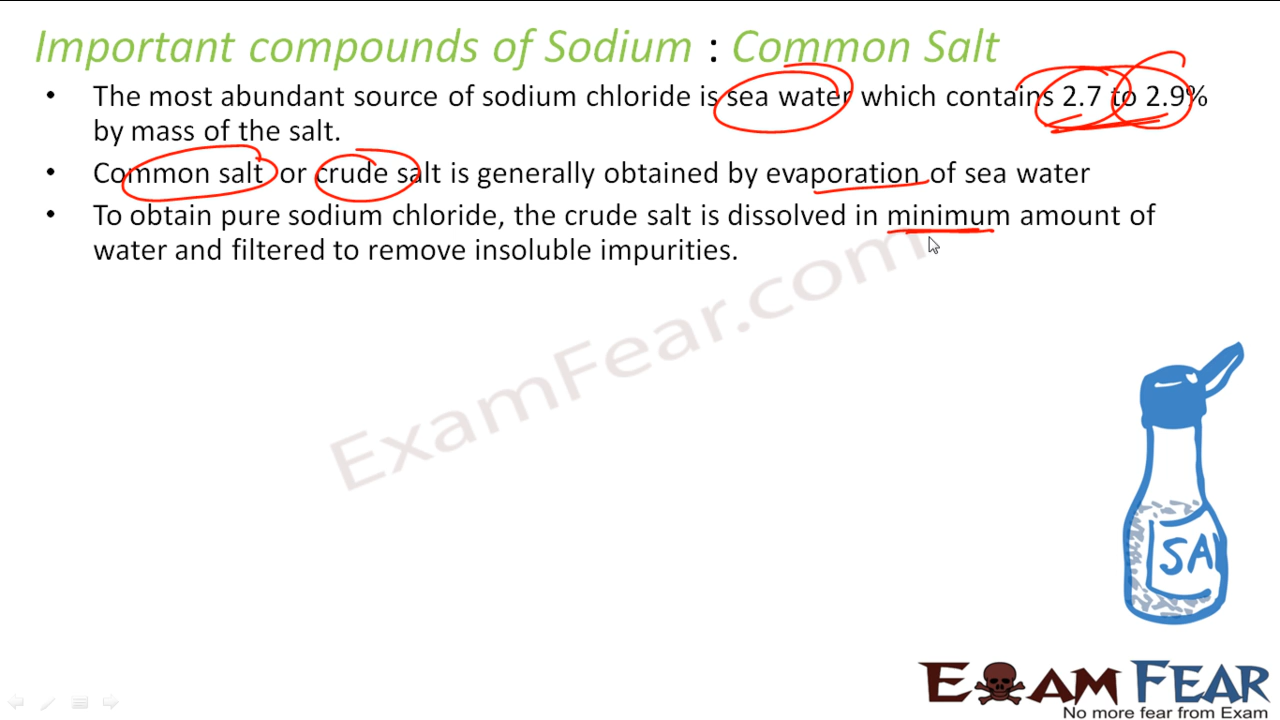 Important compounds of Sodium : Common Salt
• The most abundant source of sodium chloride is sea water which contains 2.7 to 2.9%
by mass of the salt.
• Common salt or crude salt is generally obtained by evaporation of sea water
• To obtain pure sodium chloride, the crude salt is dissolved in minimum amount of
water and filtered to remove insoluble impurities.
ExamFear.com
SAL
EXAM FEAR
No more fear from Exam